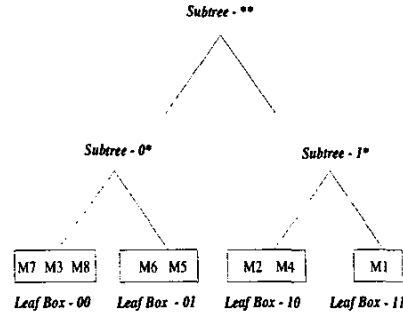 Subtree - **
Subtree - 0*
Subtree - 1*
M7 M3 M8
M6 M5
M2 M4
M1
Leaf Box - 00
Leaf Box - 01
Leaf Box - 10
Leaf Box - 11